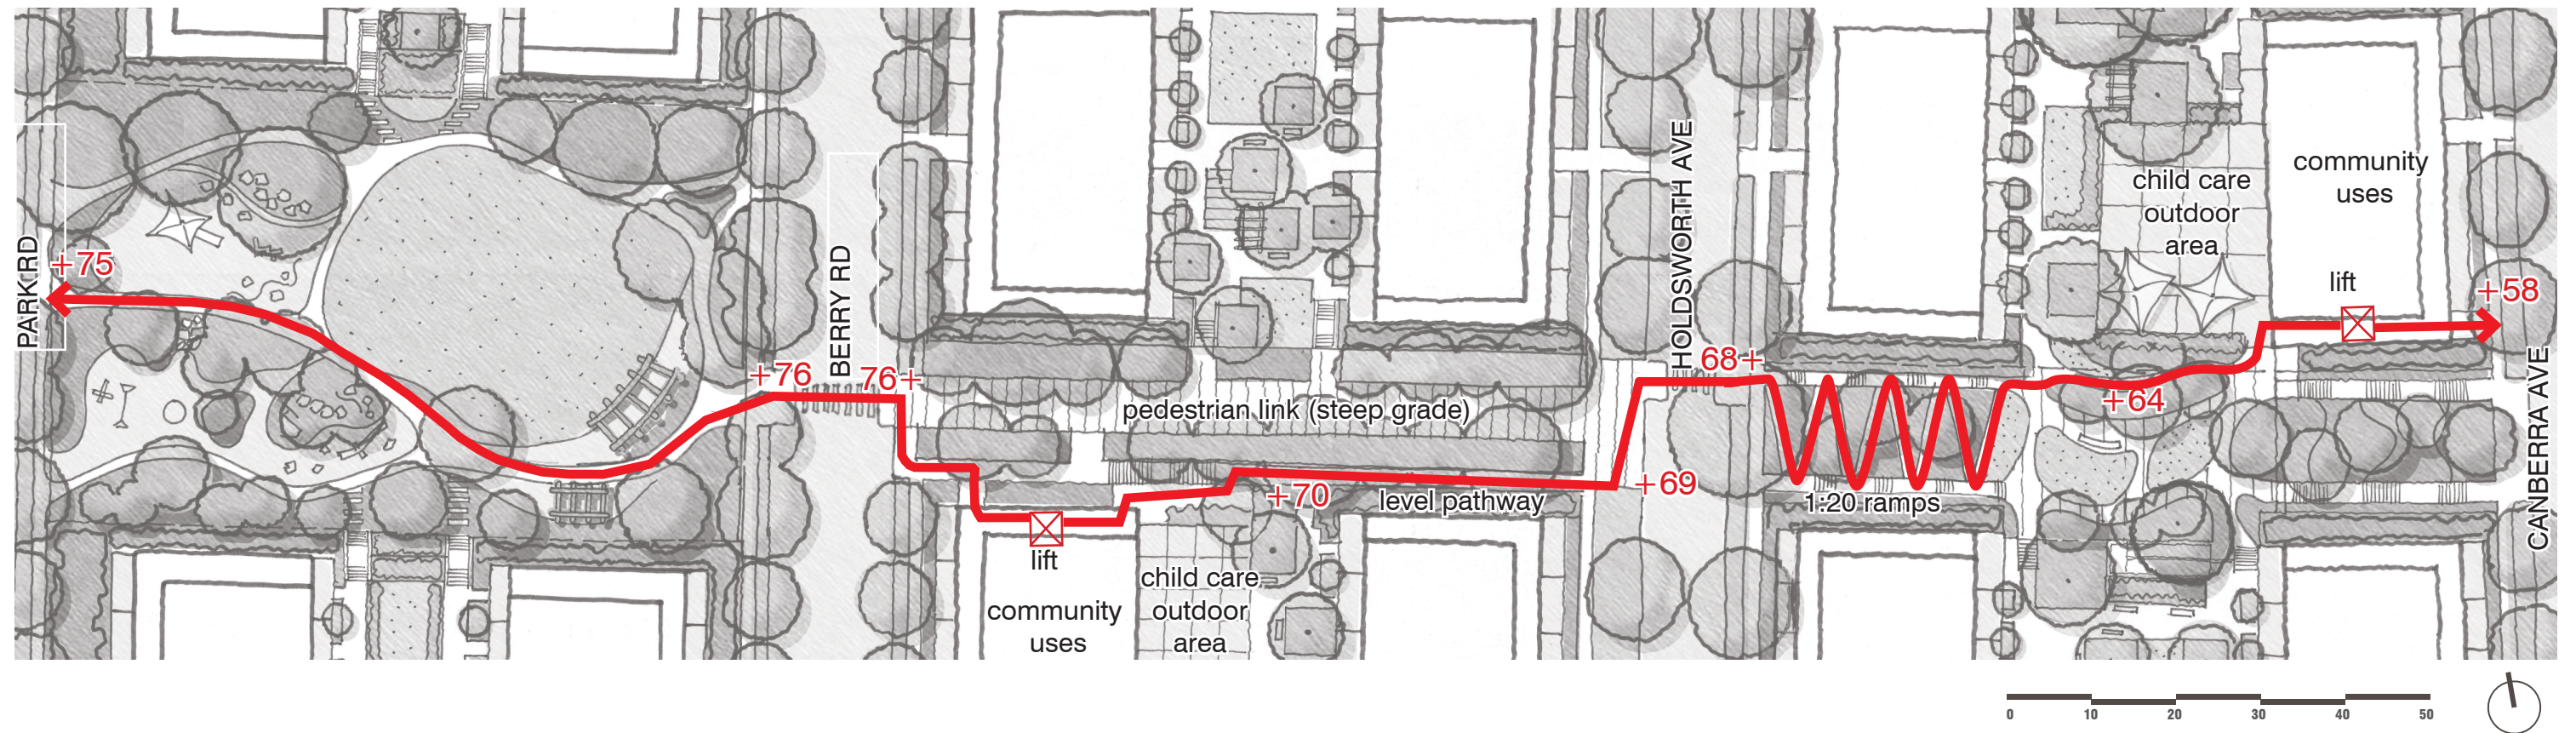 PARK RD
+75
+76
BERRY RD
76+
pedestrian link (steep grade)
lift
community
uses
child care
outdoor
area
+70
level pathway
+69
HOLDSWORTH AVE
68+
1:20 ramps
+64
child care
outdoor
area
community
uses
lift
+58
CANBERRA AVE
0 10 20 30 40 50